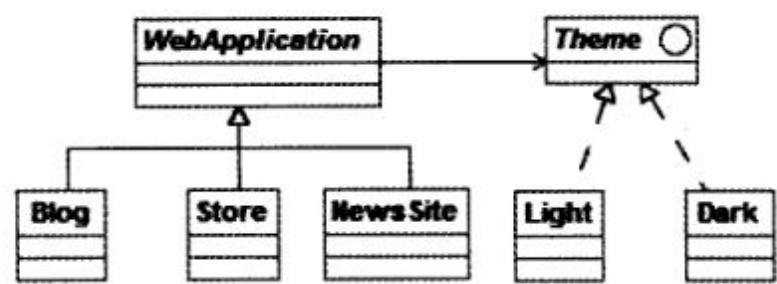 WebApplication
Theme
Blog
Store
News Site
Light
Dark